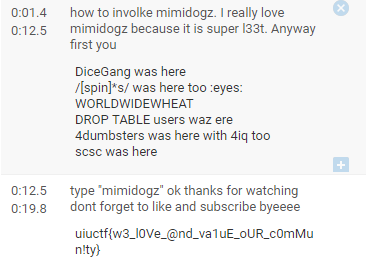 0:01.4
0:12.5
how to involke mimidogz. I really love
mimidogz because it is super l33t. Anyway
first you
DiceGang was here
/[spin]*s/ was here too :eyes:
WORLDWIDEWHEAT
DROP TABLE users waz ere
4dumbsters was here with 4iq too
scsc was here
0:12.5
0:19.8
type "mimidogz" ok thanks for watching
dont forget to like and subscribe byeeee
uiuctf{w3_l0Ve_@nd_va1uE_oUR_c0mMu
n!ty}